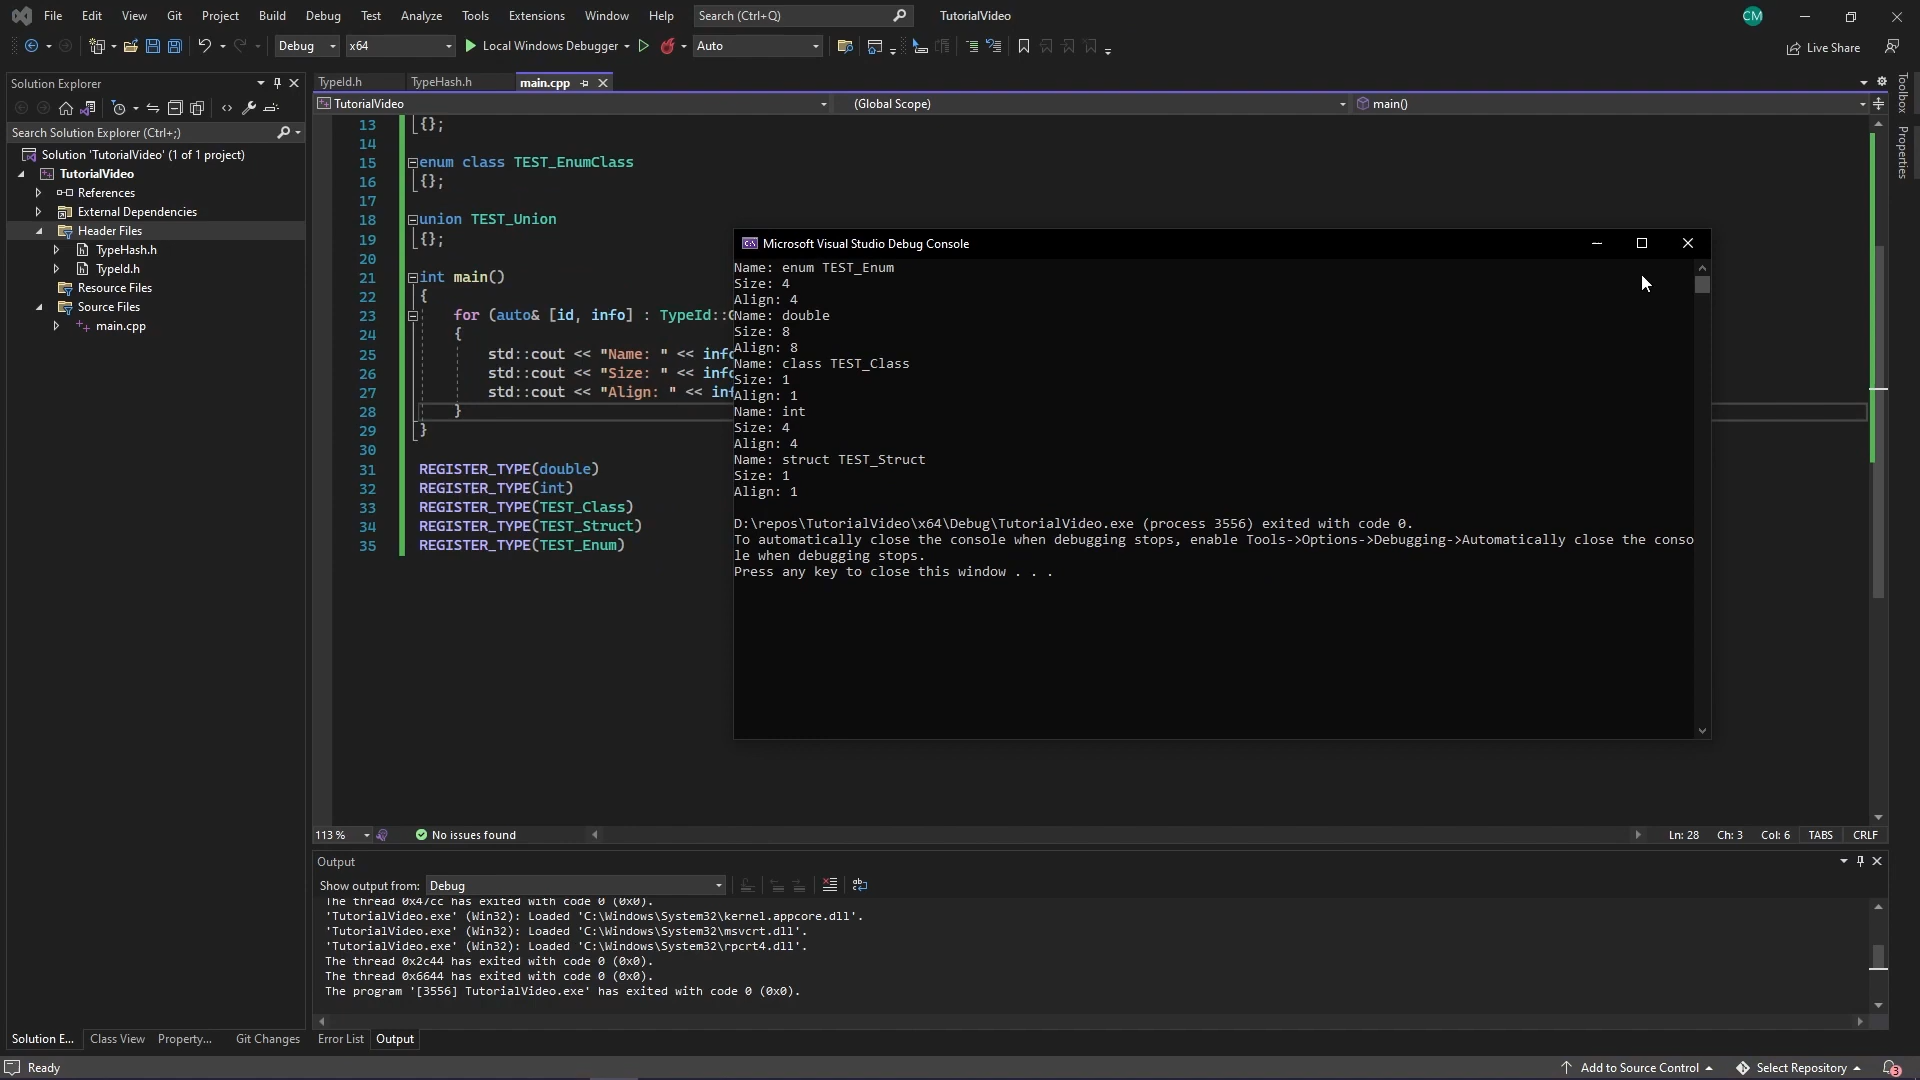 File Edit View Git Project Build Debug Test Analyze Tools Extensions Window Help Search (Ctrl+Q) TutorialVideo CM
Debug x64 Local Windows Debugger Auto Live Share
Solution Explorer
Search Solution Explorer (Ctrl+;)
Solution 'TutorialVideo' (1 of 1 project)
TutorialVideo
References
External Dependencies
Header Files
TypeHash.h
TypeId.h
Resource Files
Source Files
main.cpp
TypeId.h TypeHash.h main.cpp
TutorialVideo (Global Scope) main()
Toolbox
Properties
13 {};
14
15 enum class TEST_EnumClass
16 {};
17
18 union TEST_Union
19 {};
20
21 int main()
22 {
23 for (auto& [id, info] : TypeId::
24 {
25 std::cout << "Name: " << info
26 std::cout << "Size: " << info
27 std::cout << "Align: " << inf
28 }
29 }
30
31 REGISTER_TYPE(double)
32 REGISTER_TYPE(int)
33 REGISTER_TYPE(TEST_Class)
34 REGISTER_TYPE(TEST_Struct)
35 REGISTER_TYPE(TEST_Enum)
Microsoft Visual Studio Debug Console
Name: enum TEST_Enum
Size: 4
Align: 4
Name: double
Size: 8
Align: 8
Name: class TEST_Class
Size: 1
Align: 1
Name: int
Size: 4
Align: 4
Name: struct TEST_Struct
Size: 1
Align: 1
D:\repos\TutorialVideo\x64\Debug\TutorialVideo.exe (process 3556) exited with code 0.
To automatically close the console when debugging stops, enable Tools->Options->Debugging->Automatically close the conso
le when debugging stops.
Press any key to close this window . . .
113 % No issues found Ln: 28 Ch: 3 Col: 6 TABS CRLF
Output
Show output from: Debug
The thread 0x47cc has exited with code 0 (0x0).
'TutorialVideo.exe' (Win32): Loaded 'C:\Windows\System32\kernel.appcore.dll'.
'TutorialVideo.exe' (Win32): Loaded 'C:\Windows\System32\msvcrt.dll'.
'TutorialVideo.exe' (Win32): Loaded 'C:\Windows\System32\rpcrt4.dll'.
The thread 0x2c44 has exited with code 0 (0x0).
The thread 0x6644 has exited with code 0 (0x0).
The program '[3556] TutorialVideo.exe' has exited with code 0 (0x0).
Solution E... Class View Property... Git Changes Error List Output
Ready Add to Source Control Select Repository 3